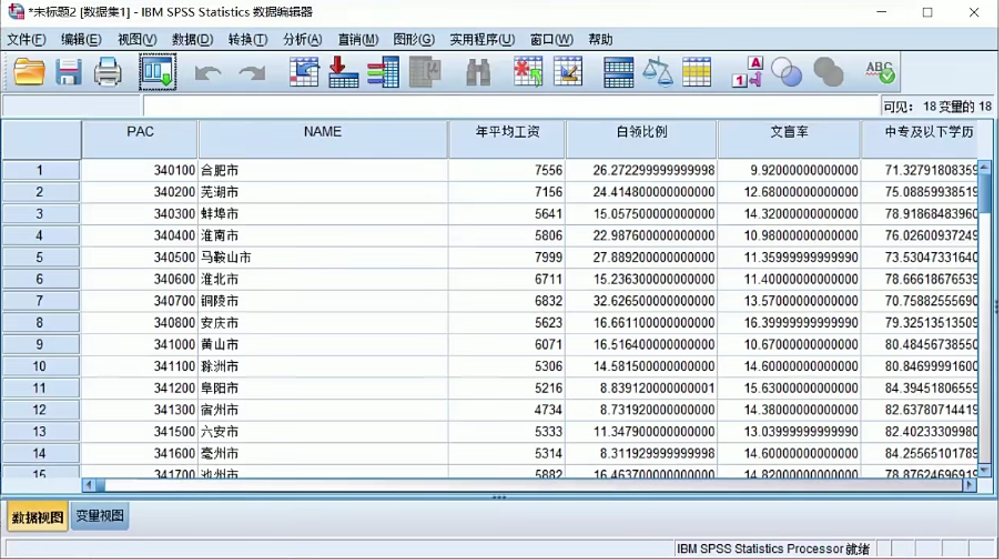 *未标题2 [数据集1] - IBM SPSS Statistics 数据编辑器
文件(F) 编辑(E) 视图(V) 数据(D) 转换(T) 分析(A) 直销(M) 图形(G) 实用程序(U) 窗口(W) 帮助
可见： 18 变量的 18
PAC NAME 年平均工资 白领比例 文盲率 中专及以下学历
1 340100 合肥市 7556 26.272299999999998 9.92000000000000 71.32791808359
2 340200 芜湖市 7156 24.414800000000000 12.68000000000000 75.08859938519
3 340300 蚌埠市 5641 15.057500000000000 14.32000000000000 78.91868483960
4 340400 淮南市 5806 22.987600000000000 10.98000000000000 76.02600937249
5 340500 马鞍山市 7999 27.889200000000000 11.35999999999990 73.53047331640
6 340600 淮北市 6711 15.236300000000000 11.40000000000000 78.66618676539
7 340700 铜陵市 6832 32.626500000000000 13.57000000000000 70.75882555690
8 340800 安庆市 5623 16.661100000000000 16.39999999999990 79.32513513509
9 341000 黄山市 6071 16.516400000000000 10.67000000000000 80.48456738550
10 341100 滁洲市 5306 14.581500000000000 14.60000000000000 80.84699991600
11 341200 阜阳市 5216 8.839120000000001 15.63000000000000 84.39451806559
12 341300 宿州市 4734 8.731920000000000 14.38000000000000 82.63780714419
13 341500 六安市 5333 11.347900000000000 13.03999999999990 82.40233309980
14 341600 亳州市 5314 8.311929999999998 14.60000000000000 84.25565101789
15 341700 池州市 5882 16.463700000000000 14.82000000000000 78.87624696919
数据视图 变量视图
IBM SPSS Statistics Processor 就绪